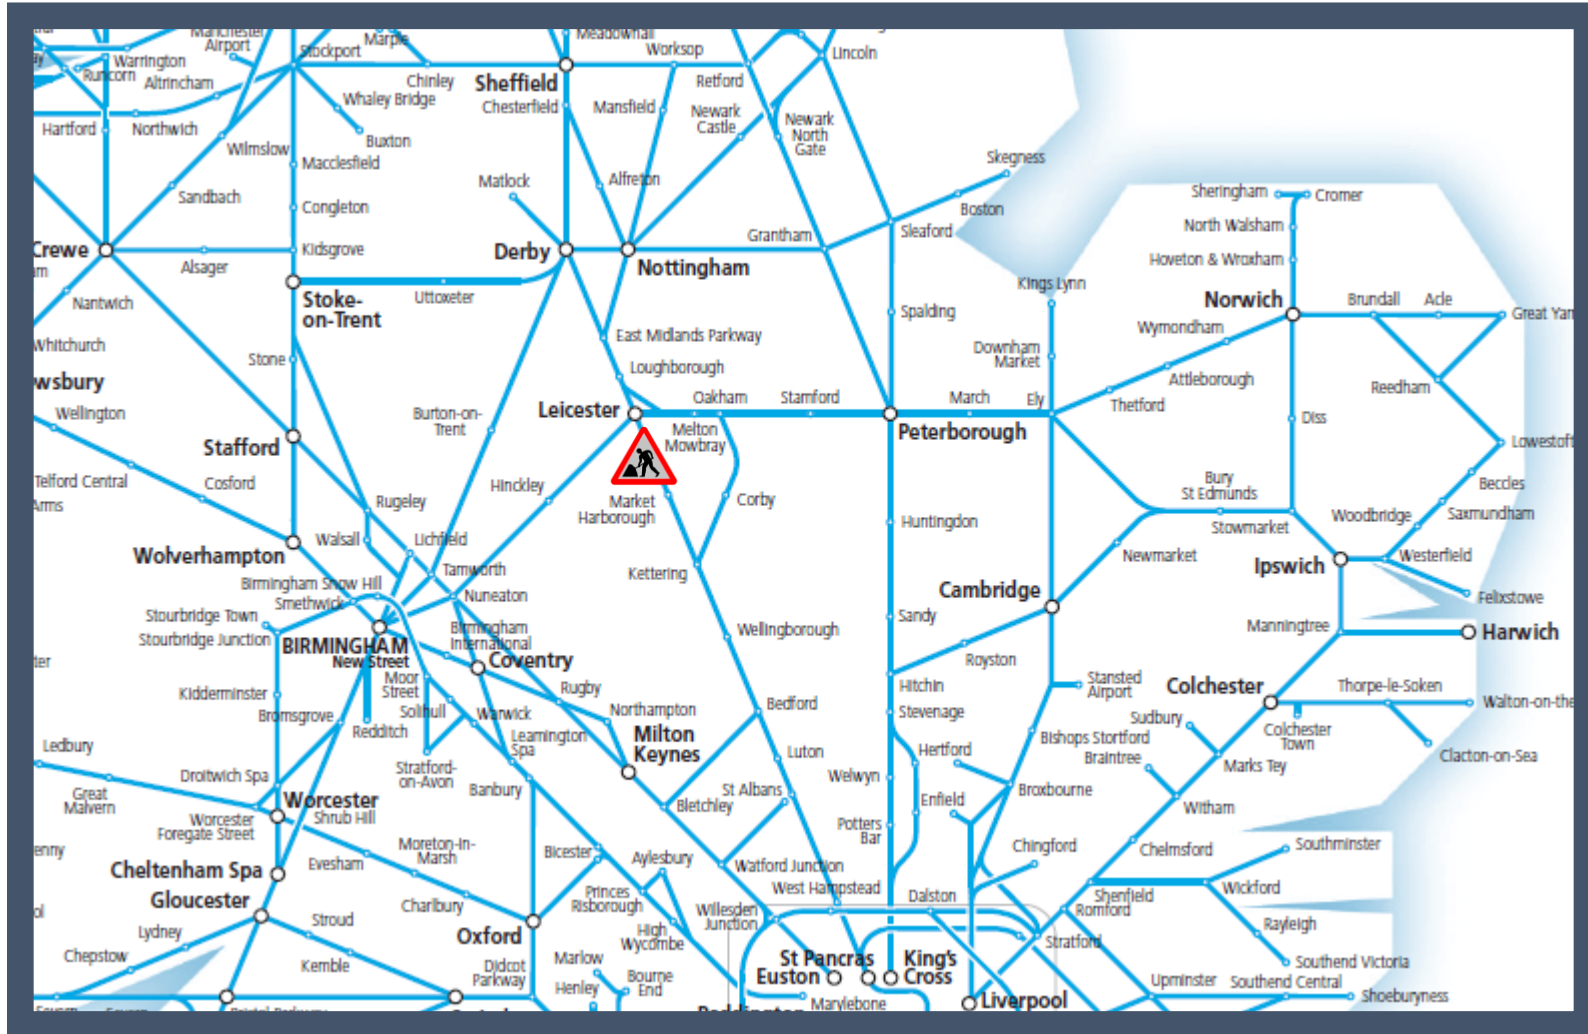 Manchester
Airport
Marple
Meadowhall
Stockport
Worksop
Lincoln
Warrington
Runcorn
Altrincham
Chinley
Sheffield
Retford
Whaley Bridge
Chesterfield
Mansfield
Newark
Castle
Newark
North
Gate
Hartford
Northwich
Buxton
Wilmslow
Macclesfield
Skegness
Sandbach
Matlock
Alfreton
Congleton
Boston
Sheringham
Cromer
North Walsham
Crewe
Alsager
Kidsgrove
Derby
Nottingham
Grantham
Sleaford
Hoveton & Wroxham
Nantwich
Stoke-
on-Trent
Uttoxeter
Kings Lynn
Norwich
Brundall
Acle
Great Yar
Spalding
Wymondham
Whitchurch
Stone
East Midlands Parkway
Downham
Market
Attleborough
Reedham
wsbury
Loughborough
Wellington
Burton-on-
Trent
Leicester
Oakham
Stamford
March
Ely
Thetford
Diss
Stafford
Melton
Mowbray
Peterborough
Lowestoft
Telford Central
Cosford
Arms
Rugeley
Hinckley
Market
Harborough
Corby
Bury
St Edmunds
Beccles
Stowmarket
Woodbridge
Saxmundham
Huntingdon
Walsall
Lichfield
Wolverhampton
Newmarket
Ipswich
Westerfield
Tamworth
Kettering
Birmingham Snow Hill
Smethwick
Nuneaton
Cambridge
Felixstowe
Stourbridge Town
Stourbridge Junction
BIRMINGHAM
New Street
Birmingham
International
Wellingborough
Sandy
Manningtree
Harwich
ter
Coventry
Royston
Moor
Street
Rugby
Hitchin
Stansted
Airport
Colchester
Thorpe-le-Soken
Kidderminster
Walton-on-the
Bromsgrove
Solihull
Warwick
Northampton
Bedford
Stevenage
Sudbury
Colchester
Town
Redditch
Leamington
Spa
Milton
Keynes
Bishops Stortford
Ledbury
Stratford-
on-Avon
Luton
Hertford
Braintree
Marks Tey
Clacton-on-Sea
Droitwich Spa
Banbury
Welwyn
Great
Malvern
Worcester
Shrub Hill
Bletchley
St Albans
Enfield
Broxbourne
Witham
Worcester
Foregate Street
Potters
Bar
enny
Evesham
Moreton-in-
Marsh
Bicester
Aylesbury
Watford Junction
Chingford
Chelmsford
Southminster
Cheltenham Spa
West Hampstead
Dalston
Shenfield
Wickford
Gloucester
Charlbury
Princes
Risborough
Willesden
Junction
Romford
ol
Stroud
Rayleigh
Lydney
Oxford
High
Wycombe
Stratford
Chepstow
Kemble
Didcot
Parkway
Marlow
St Pancras
King's
Cross
Euston
Southend Victoria
Henley
Bourne
End
Marylebone
Liverpool
Upminster
Southend Central
Shoeburyness
Paddington